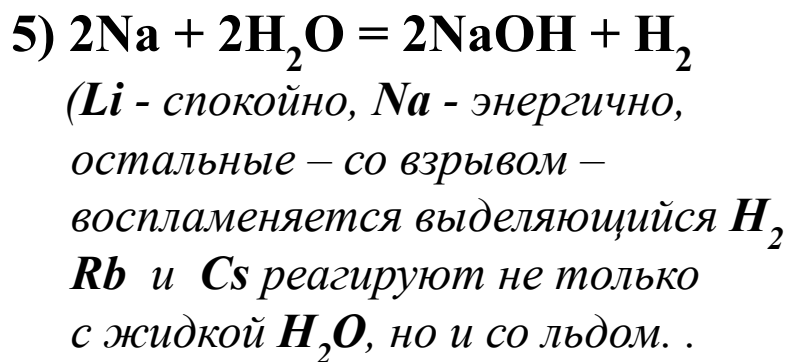 5) 2Na + 2H₂O = 2NaOH + H₂
(Li - спокойно, Na - энергично,
остальные – со взрывом –
воспламеняется выделяющийся H₂
Rb и Cs реагируют не только
с жидкой H₂O, но и со льдом. .